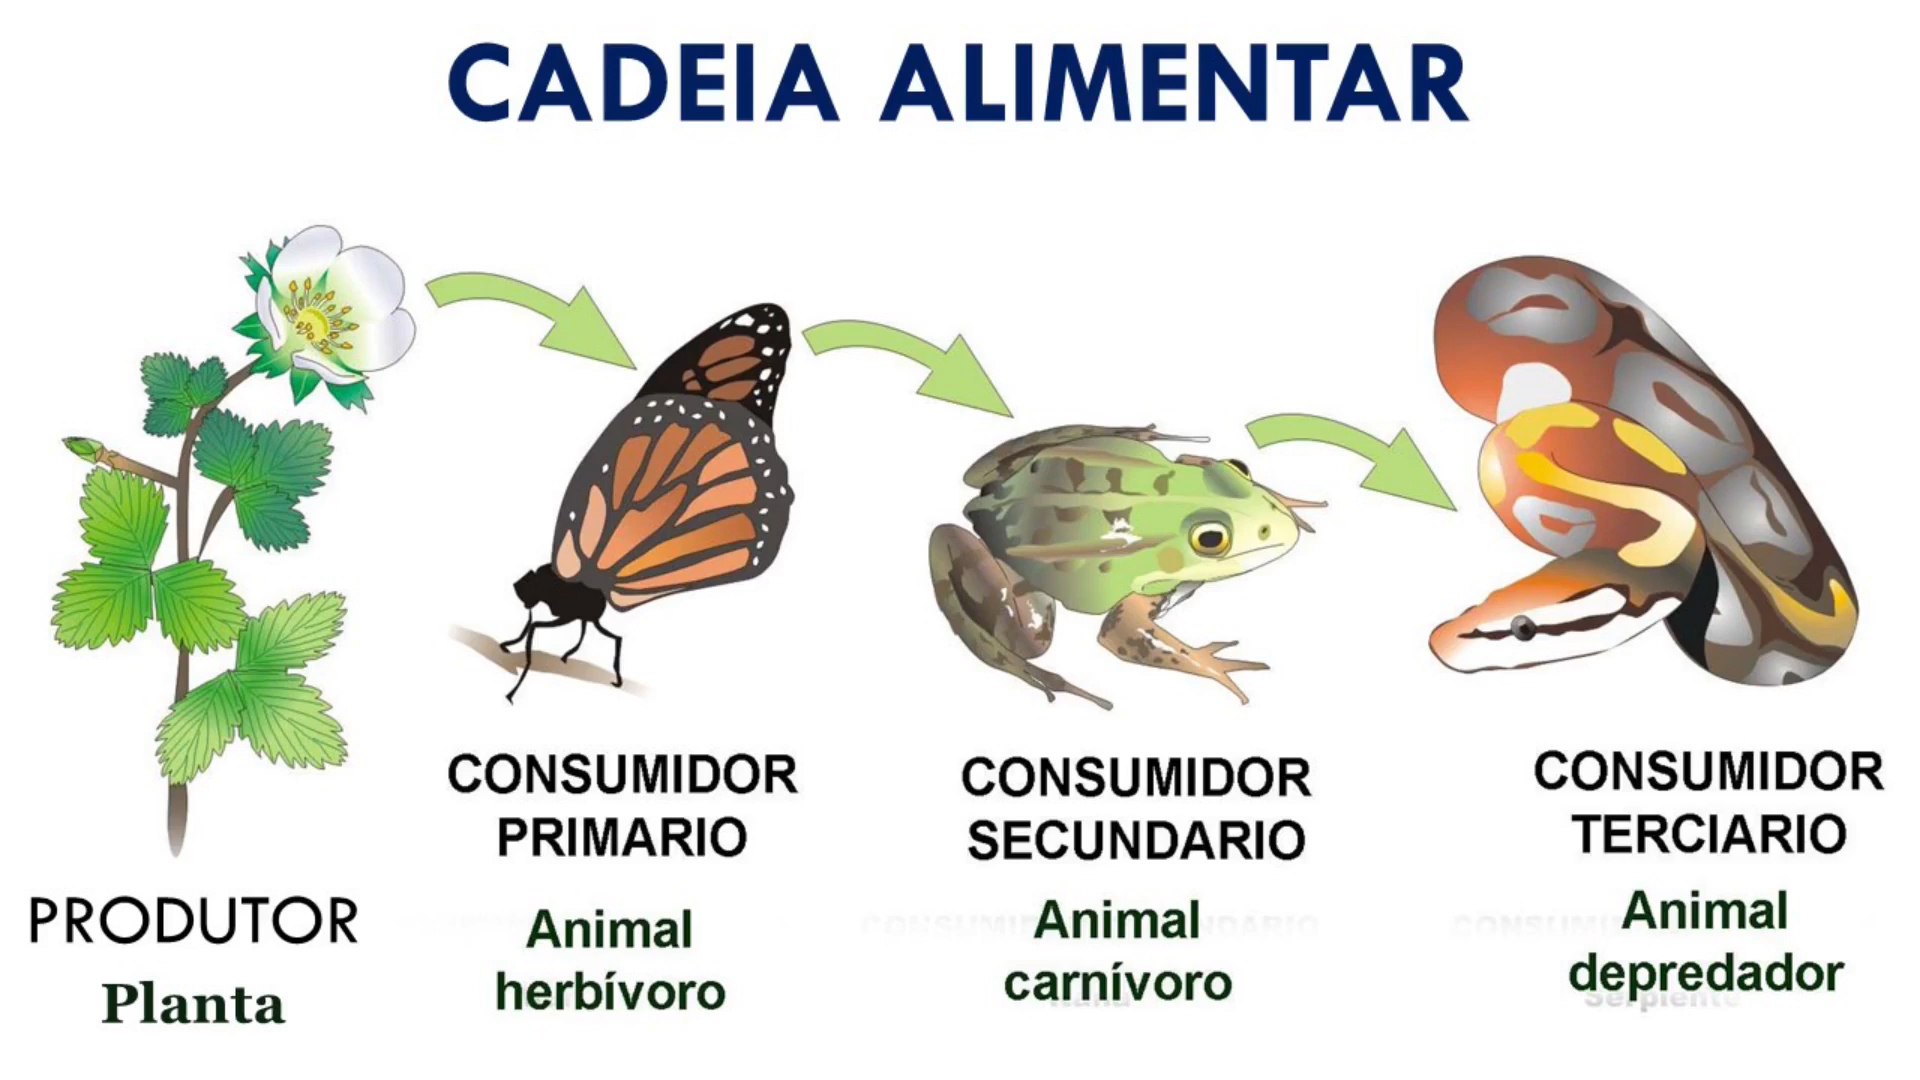 CADEIA ALIMENTAR
PRODUTOR
Planta
CONSUMIDOR
PRIMARIO
Animal
herbívoro
CONSUMIDOR
SECUNDARIO
Animal
carnívoro
CONSUMIDOR
TERCIARIO
Animal
depredador